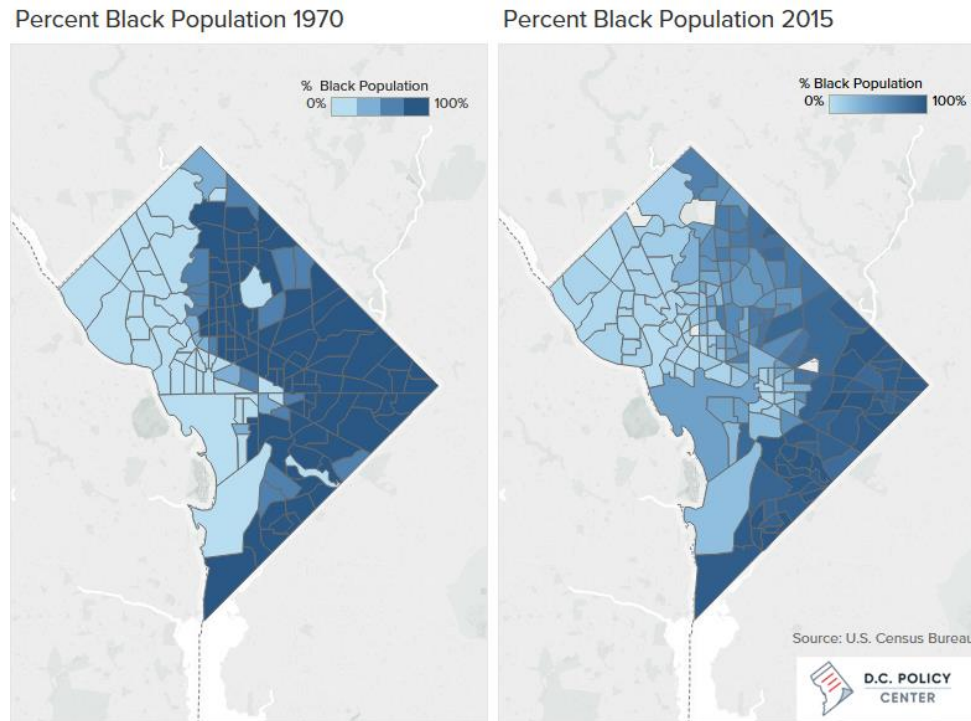 Percent Black Population 1970
% Black Population
0% 100%
Percent Black Population 2015
% Black Population
0% 100%
Source: U.S. Census Bureau
D.C. POLICY
CENTER